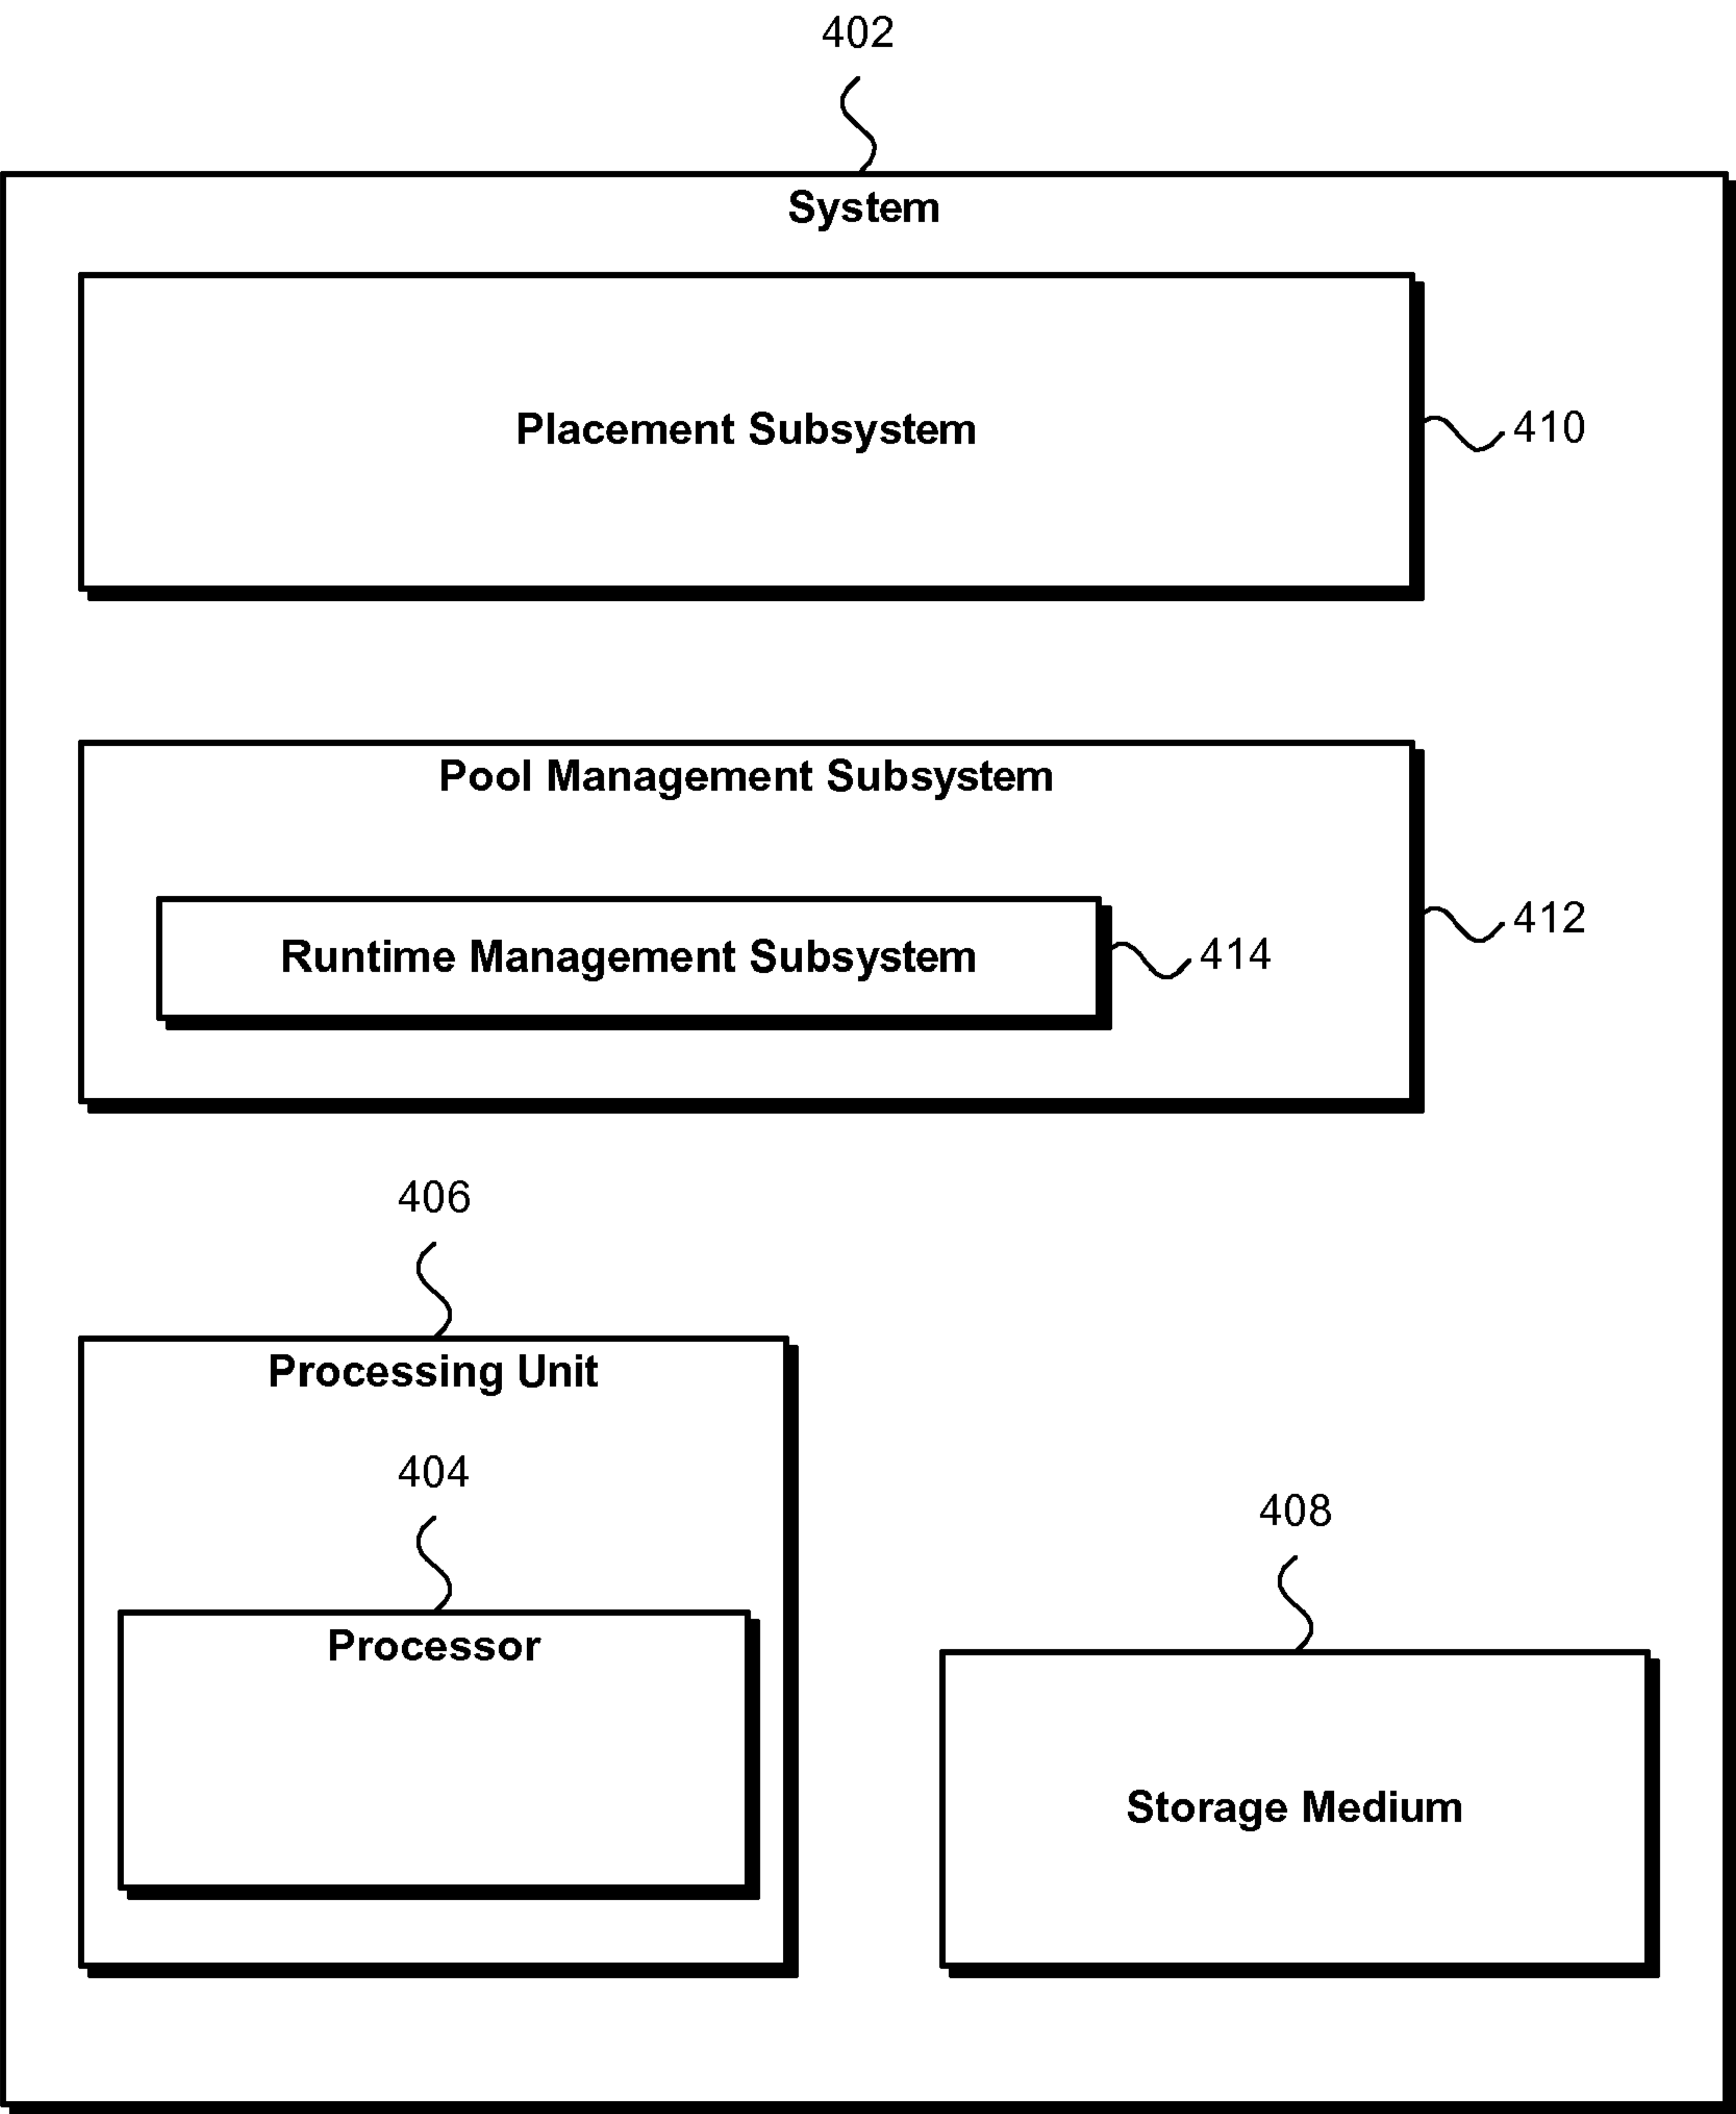 402
System
Placement Subsystem
410
Pool Management Subsystem
Runtime Management Subsystem
414
412
406
Processing Unit
404
Processor
408
Storage Medium